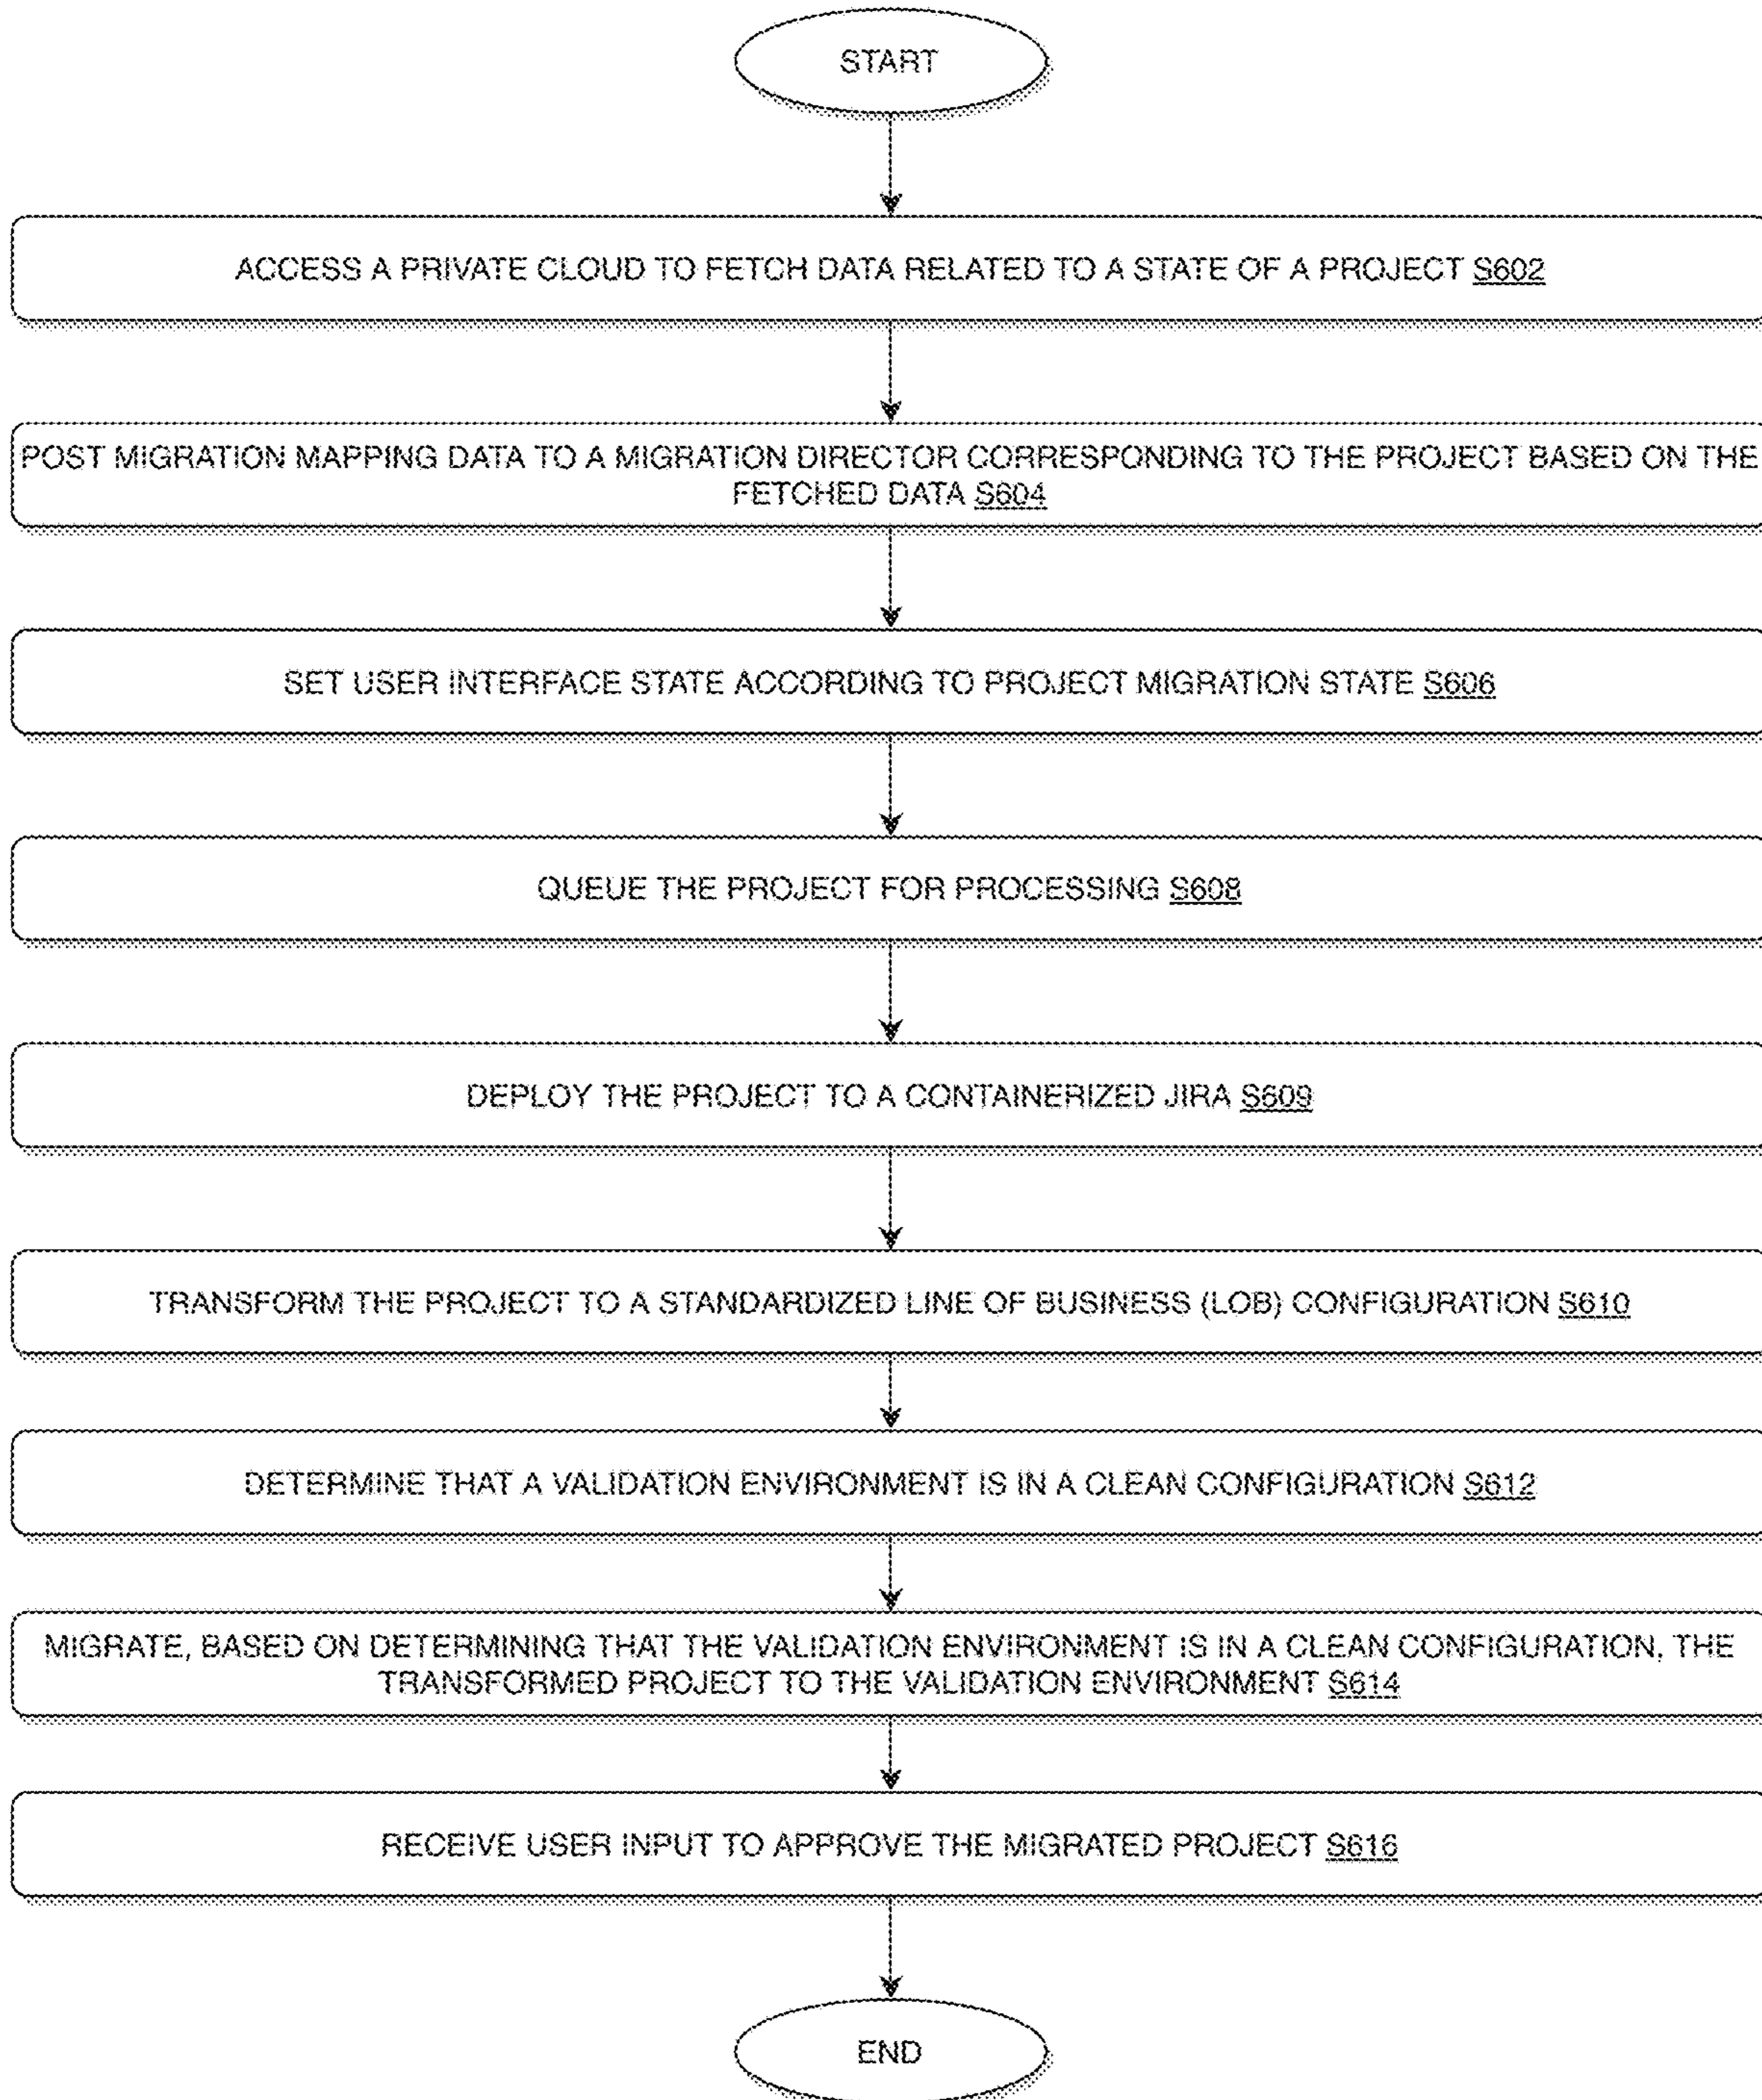 START
ACCESS A PRIVATE CLOUD TO FETCH DATA RELATED TO A STATE OF A PROJECT S602
POST MIGRATION MAPPING DATA TO A MIGRATION DIRECTOR CORRESPONDING TO THE PROJECT BASED ON THE
FETCHED DATA S604
SET USER INTERFACE STATE ACCORDING TO PROJECT MIGRATION STATE S606
QUEUE THE PROJECT FOR PROCESSING S608
DEPLOY THE PROJECT TO A CONTAINERIZED JIRA S609
TRANSFORM THE PROJECT TO A STANDARDIZED LINE OF BUSINESS (LOB) CONFIGURATION S610
DETERMINE THAT A VALIDATION ENVIRONMENT IS IN A CLEAN CONFIGURATION S612
MIGRATE, BASED ON DETERMINING THAT THE VALIDATION ENVIRONMENT IS IN A CLEAN CONFIGURATION, THE
TRANSFORMED PROJECT TO THE VALIDATION ENVIRONMENT S614
RECEIVE USER INPUT TO APPROVE THE MIGRATED PROJECT S616
END